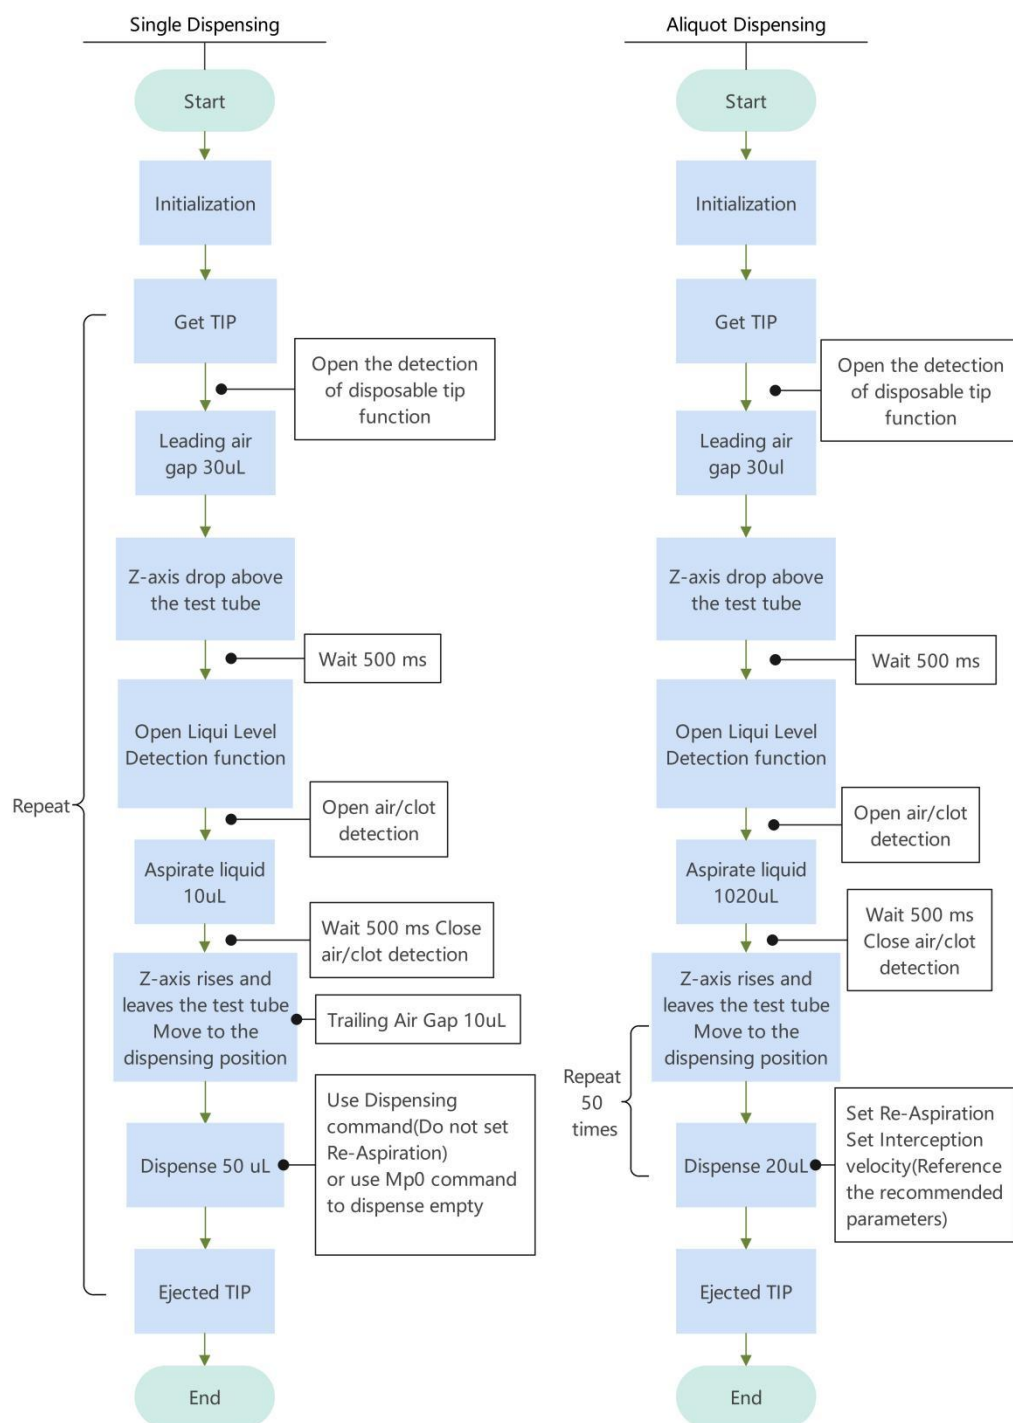 Single Dispensing
Start
Initialization
Get TIP
Open the detection
of disposable tip
function
Leading air
gap 30uL
Z-axis drop above
the test tube
Wait 500 ms
Open Liqui Level
Detection function
Repeat
Open air/clot
detection
Aspirate liquid
10uL
Wait 500 ms Close
air/clot detection
Z-axis rises and
leaves the test tube
Move to the
dispensing position
Trailing Air Gap 10uL
Use Dispensing
command(Do not set
Re-Aspiration)
or use Mp0 command
to dispense empty
Dispense 50 uL
Ejected TIP
End
Aliquot Dispensing
Start
Initialization
Get TIP
Open the detection
of disposable tip
function
Leading air
gap 30ul
Z-axis drop above
the test tube
Wait 500 ms
Open Liqui Level
Detection function
Open air/clot
detection
Aspirate liquid
1020uL
Wait 500 ms
Close air/clot
detection
Z-axis rises and
leaves the test tube
Move to the
dispensing position
Repeat
50
times
Dispense 20uL
Set Re-Aspiration
Set Interception
velocity(Reference
the recommended
parameters)
Ejected TIP
End